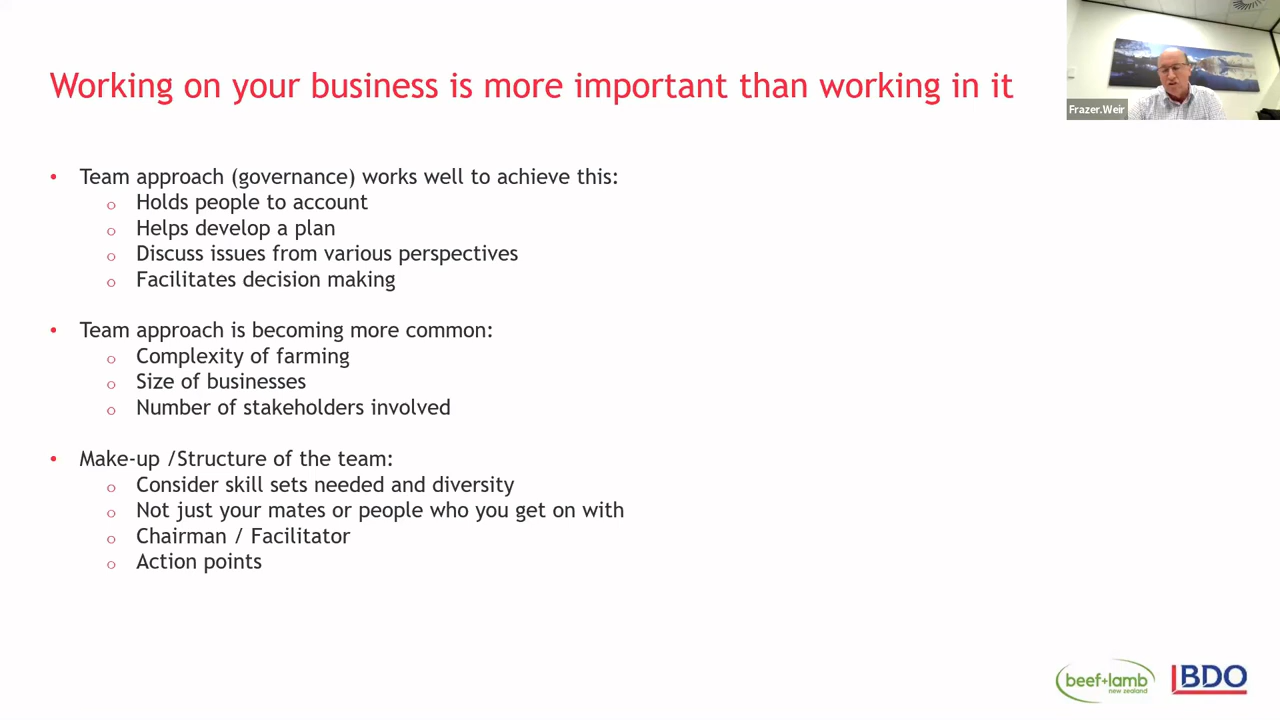 Working on your business is more important than working in it
Frazer.Weir
• Team approach (governance) works well to achieve this:
o Holds people to account
o Helps develop a plan
o Discuss issues from various perspectives
o Facilitates decision making
• Team approach is becoming more common:
o Complexity of farming
o Size of businesses
o Number of stakeholders involved
• Make-up /Structure of the team:
o Consider skill sets needed and diversity
o Not just your mates or people who you get on with
o Chairman / Facilitator
o Action points
beef+lamb
new zealand
BDO